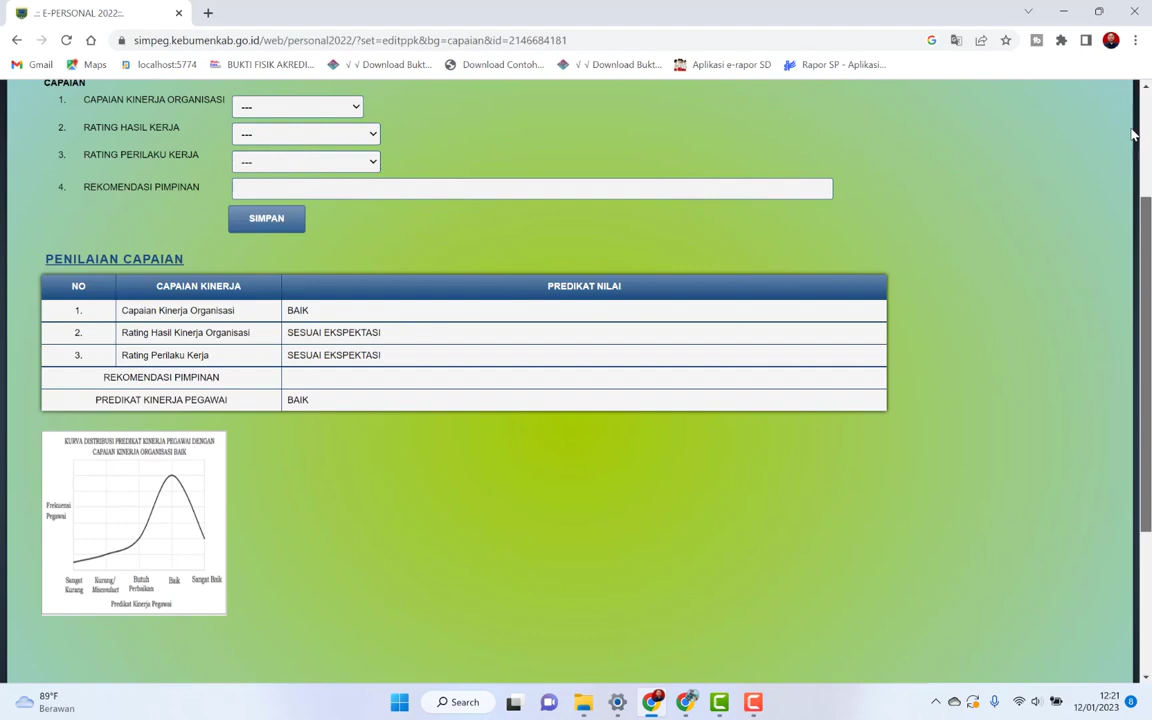 .:: E-PERSONAL 2022::.
simpeg.kebumenkab.go.id/web/personal2022/?set=editppk&bg=capaian&id=2146684181
Gmail
Maps
localhost:5774
BUKTI FISIK AKREDI...
√ √ Download Bukt...
Download Contoh...
√ √ Download Bukt...
Aplikasi e-rapor SD
Rapor SP - Aplikasi...
CAPAIAN
1. CAPAIAN KINERJA ORGANISASI ---
2. RATING HASIL KERJA ---
3. RATING PERILAKU KERJA ---
4. REKOMENDASI PIMPINAN
SIMPAN
PENILAIAN CAPAIAN
NO CAPAIAN KINERJA PREDIKAT NILAI
1. Capaian Kinerja Organisasi BAIK
2. Rating Hasil Kinerja Organisasi SESUAI EKSPEKTASI
3. Rating Perilaku Kerja SESUAI EKSPEKTASI
REKOMENDASI PIMPINAN
PREDIKAT KINERJA PEGAWAI BAIK
KURVA DISTRIBUSI PREDIKAT KINERJA PEGAWAI DENGAN
CAPAIAN KINERJA ORGANISASI BAIK
Frekuensi
Pegawai
Sangat
Kurang
Kurang/
Misconduct
Butuh
Perbaikan
Baik
Sangat Baik
Predikat Kinerja Pegawai
89°F
Berawan
Search
12:21
12/01/2023
8